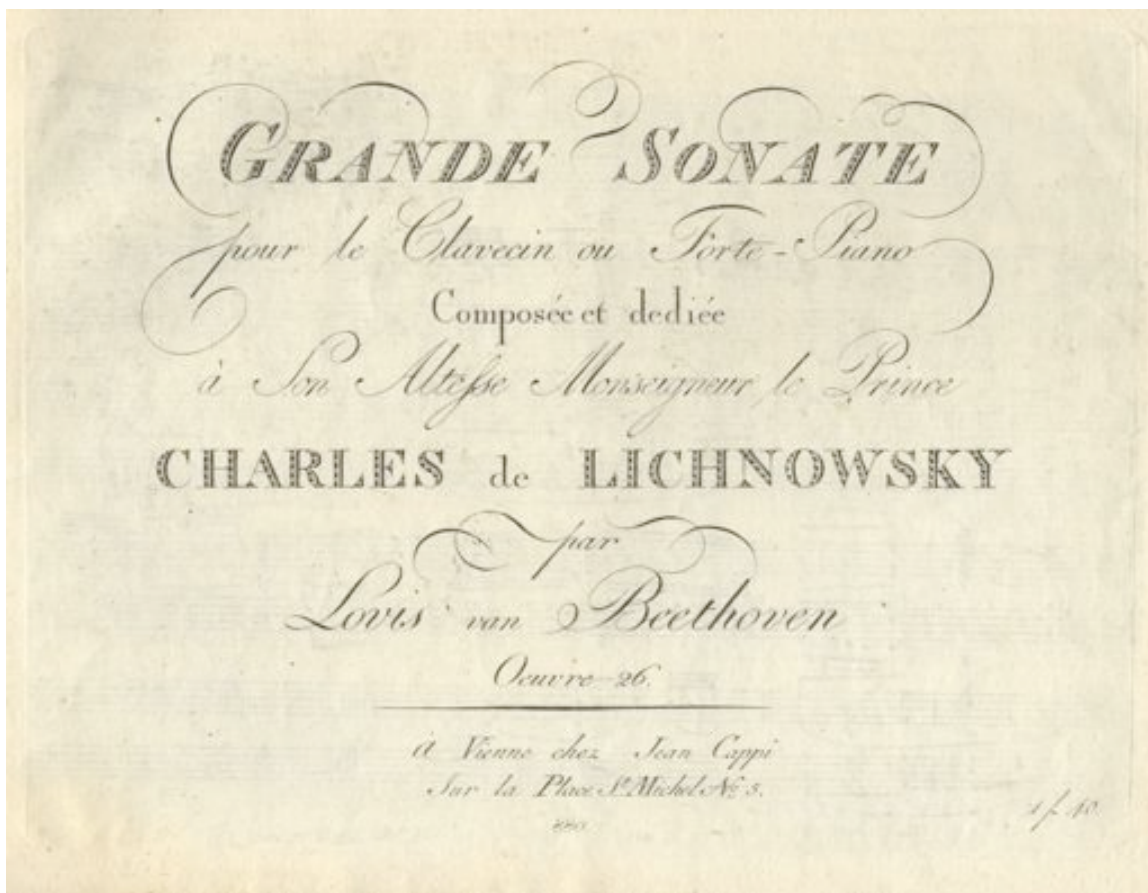 GRANDE SONATE
pour le Clavecin ou Forte-Piano
Composée et dediée
à Son Altesse Monseigneur le Prince
CHARLES de LICHNOWSKY
par
Lovis van Beethoven
Oeuvre 26.
à Vienne chez Jean Cappi
Sur la Place St Michel No 5.
1 f 40